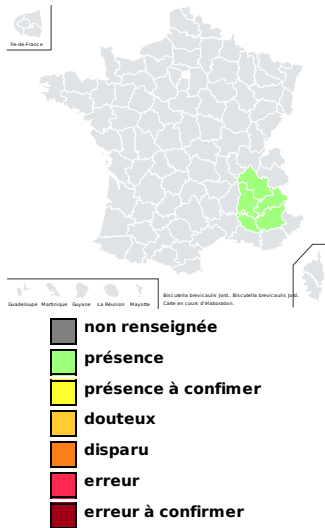 Île-de-France
Guadeloupe Martinique Guyane La Réunion Mayotte
Biscutella brevicaulis Jord., Biscutella brevicaulis Jord.
Carte en cours d'élaboration.
non renseignée
présence
présence à confimer
douteux
disparu
erreur
erreur à confirmer